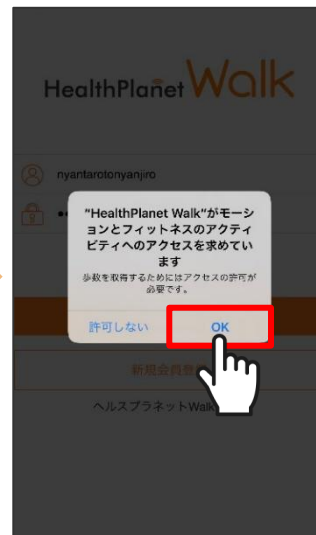 HealthPlanet Walk
nyantarotonyanjiro
"HealthPlanet Walk"がモーシ
ョンとフィットネスのアクティ
ビティへのアクセスを求めてい
ます
歩数を取得するためにはアクセスの許可が
必要です。
許可しない
OK
新規会員登
ヘルスプラネットWalk